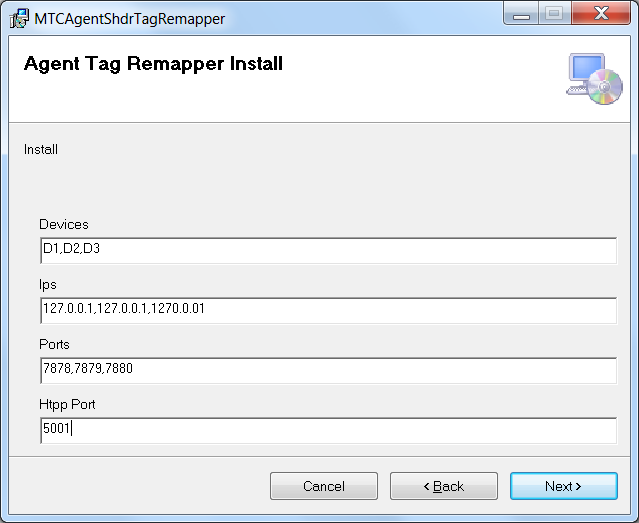 MTCAgentShdrTagRemapper
Agent Tag Remapper Install
Install
Devices
D1,D2,D3
Ips
127.0.0.1,127.0.0.1,1270.0.01
Ports
7878,7879,7880
Htpp Port
5001
Cancel
< Back
Next >